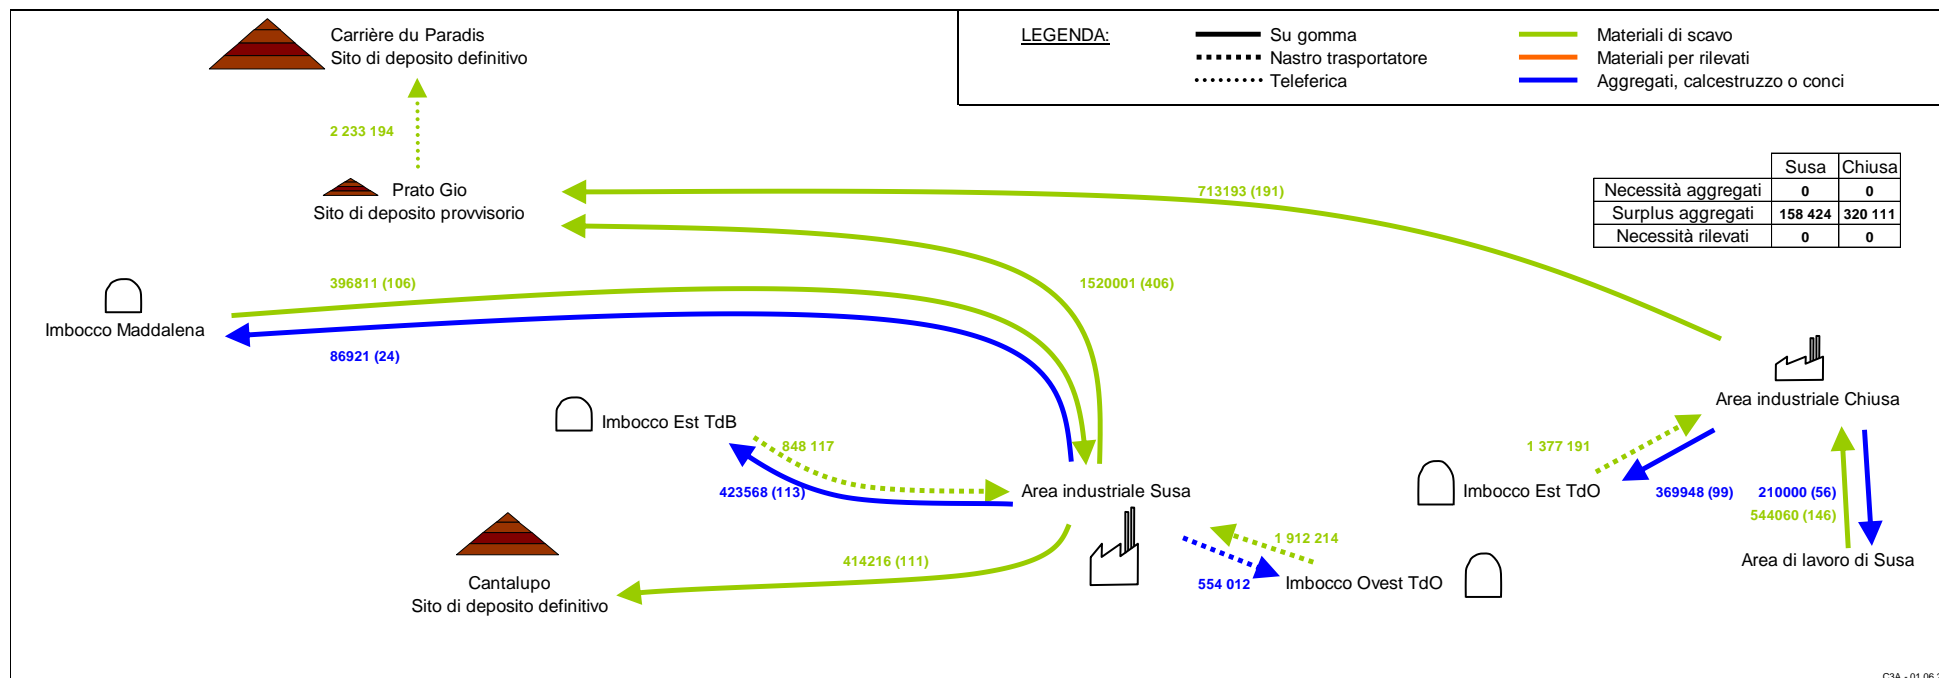 Carrière du Paradis
Sito di deposito definitivo
LEGENDA:
Su gomma
Nastro trasportatore
Teleferica
Materiali di scavo
Materiali per rilevati
Aggregati, calcestruzzo o conci
2 233 194
Prato Gio
Sito di deposito provvisorio
713193 (191)
Susa Chiusa
Necessità aggregati 0 0
Surplus aggregati 158 424 320 111
Necessità rilevati 0 0
396811 (106)
1520001 (406)
Imbocco Maddalena
86921 (24)
Area industriale Chiusa
Imbocco Est TdB
848 117
1 377 191
423568 (113)
Area industriale Susa
Imbocco Est TdO
369948 (99)
210000 (56)
544060 (146)
414216 (111)
1 912 214
Area di lavoro di Susa
Cantalupo
Sito di deposito definitivo
554 012
Imbocco Ovest TdO
C3A - 01.06.2